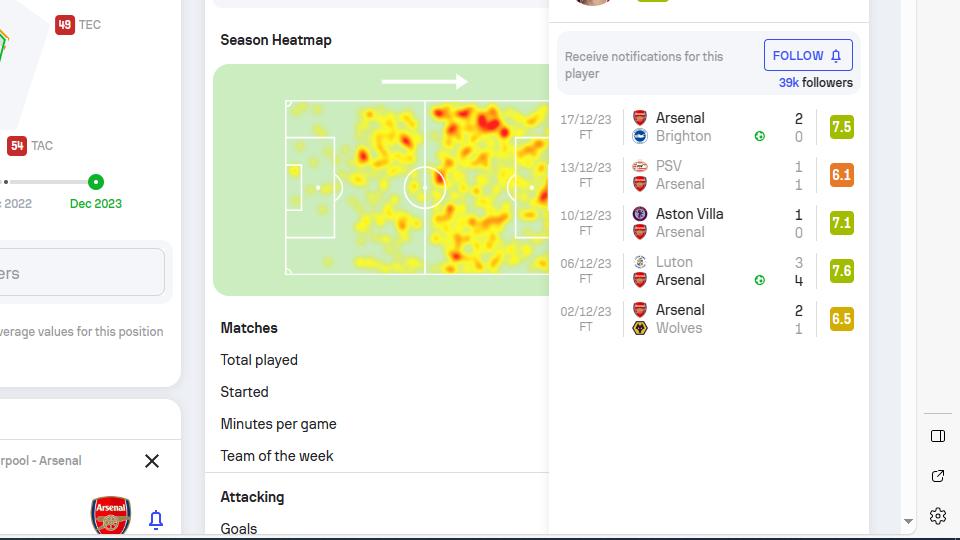 49 TEC
54 TAC
2022
Dec 2023
ers
verage values for this position
rpool - Arsenal
Arsenal
Season Heatmap
Matches
Total played
Started
Minutes per game
Team of the week
Attacking
Goals
Receive notifications for this
player
FOLLOW
39k followers
17/12/23 Arsenal 2
FT Brighton 0
7.5
13/12/23 PSV 1
FT Arsenal 1
6.1
10/12/23 Aston Villa 1
FT Arsenal 0
7.1
06/12/23 Luton 3
FT Arsenal 4
7.6
02/12/23 Arsenal 2
FT Wolves 1
6.5